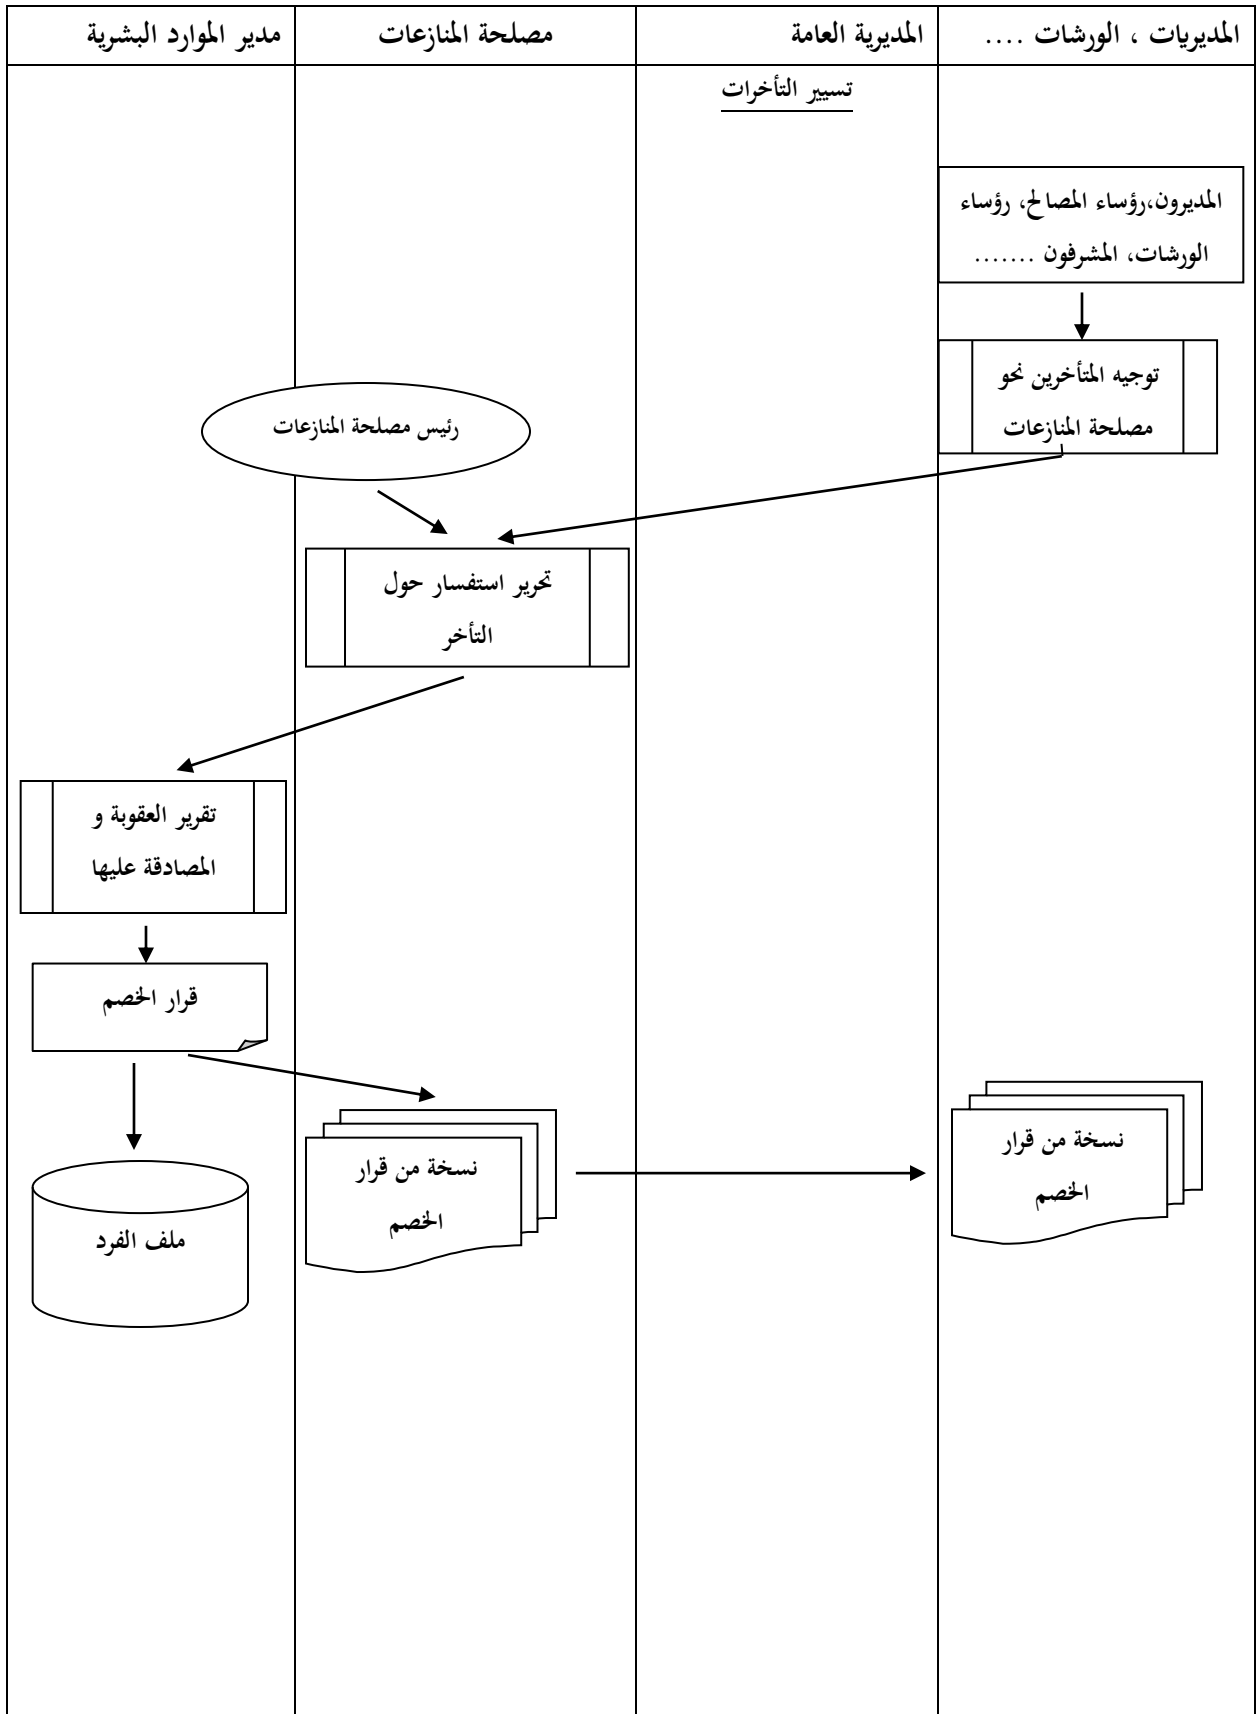 المديريات ، الورشات ....
المديرية العامة
مصلحة المنازعات
مدير الموارد البشرية
تسيير التأخرات
المديرون،رؤساء المصالح، رؤساء
الورشات، المشرفون .......
توجيه المتأخرين نحو
مصلحة المنازعات
رئيس مصلحة المنازعات
تحرير استفسار حول
التأخر
تقرير العقوبة و
المصادقة عليها
قرار الخصم
نسخة من قرار
الخصم
نسخة من قرار
الخصم
ملف الفرد